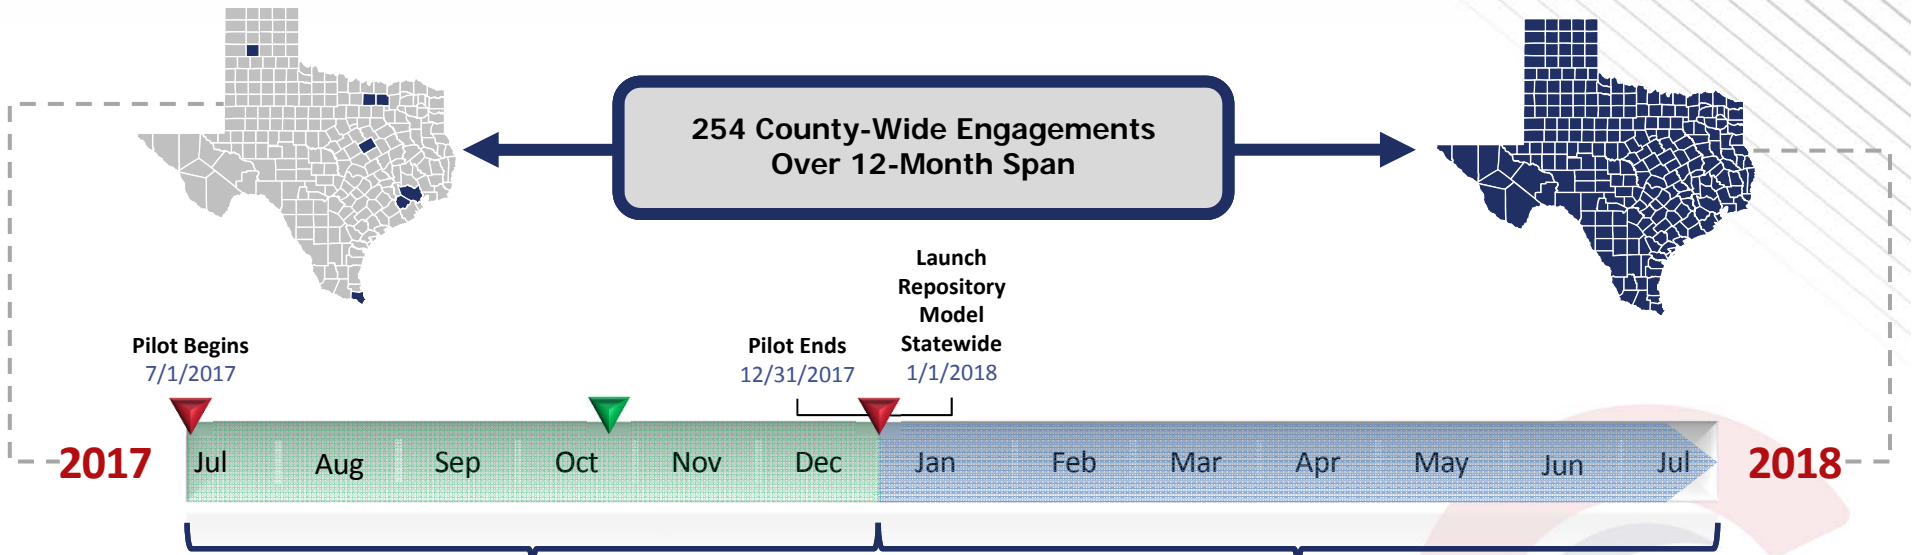 254 County-Wide Engagements
Over 12-Month Span
Launch
Repository
Model
Statewide
1/1/2018
Pilot Begins
7/1/2017
Pilot Ends
12/31/2017
2017
Jul
Aug
Sep
Oct
Nov
Dec
Jan
Feb
Mar
Apr
May
Jun
Jul
2018